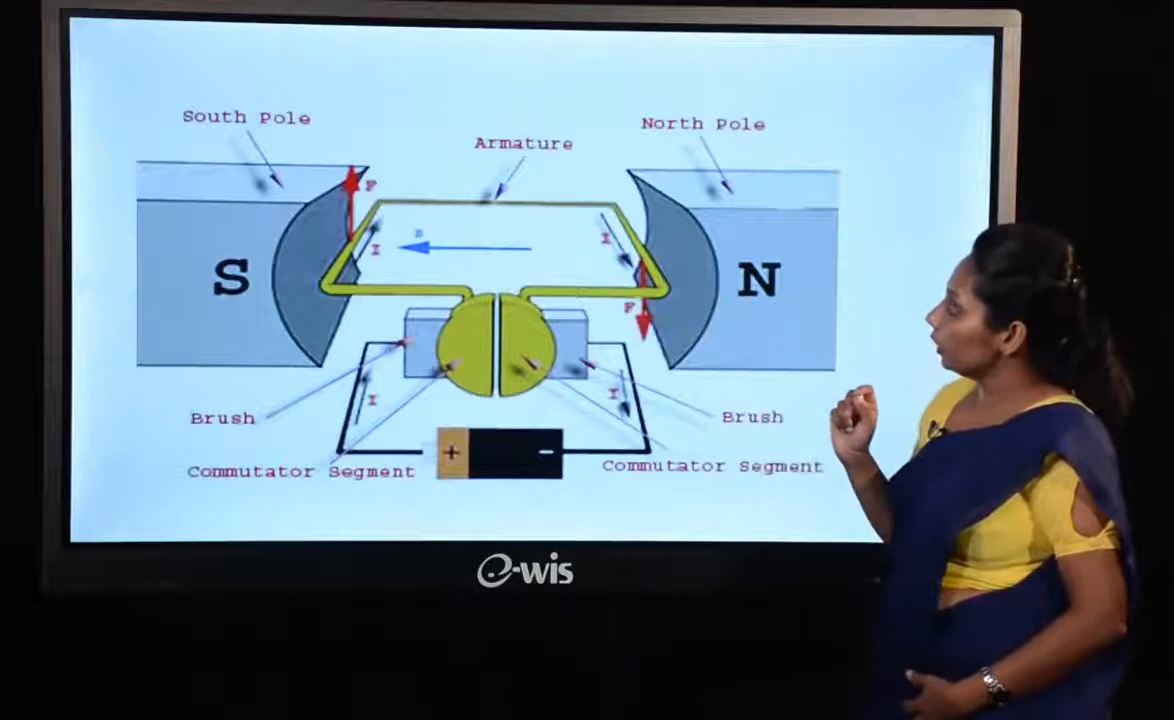 South Pole
North Pole
Armature
F
B
I
I
S
N
F
I
I
Brush
Brush
+ -
Commutator Segment
Commutator Segment
e-wis